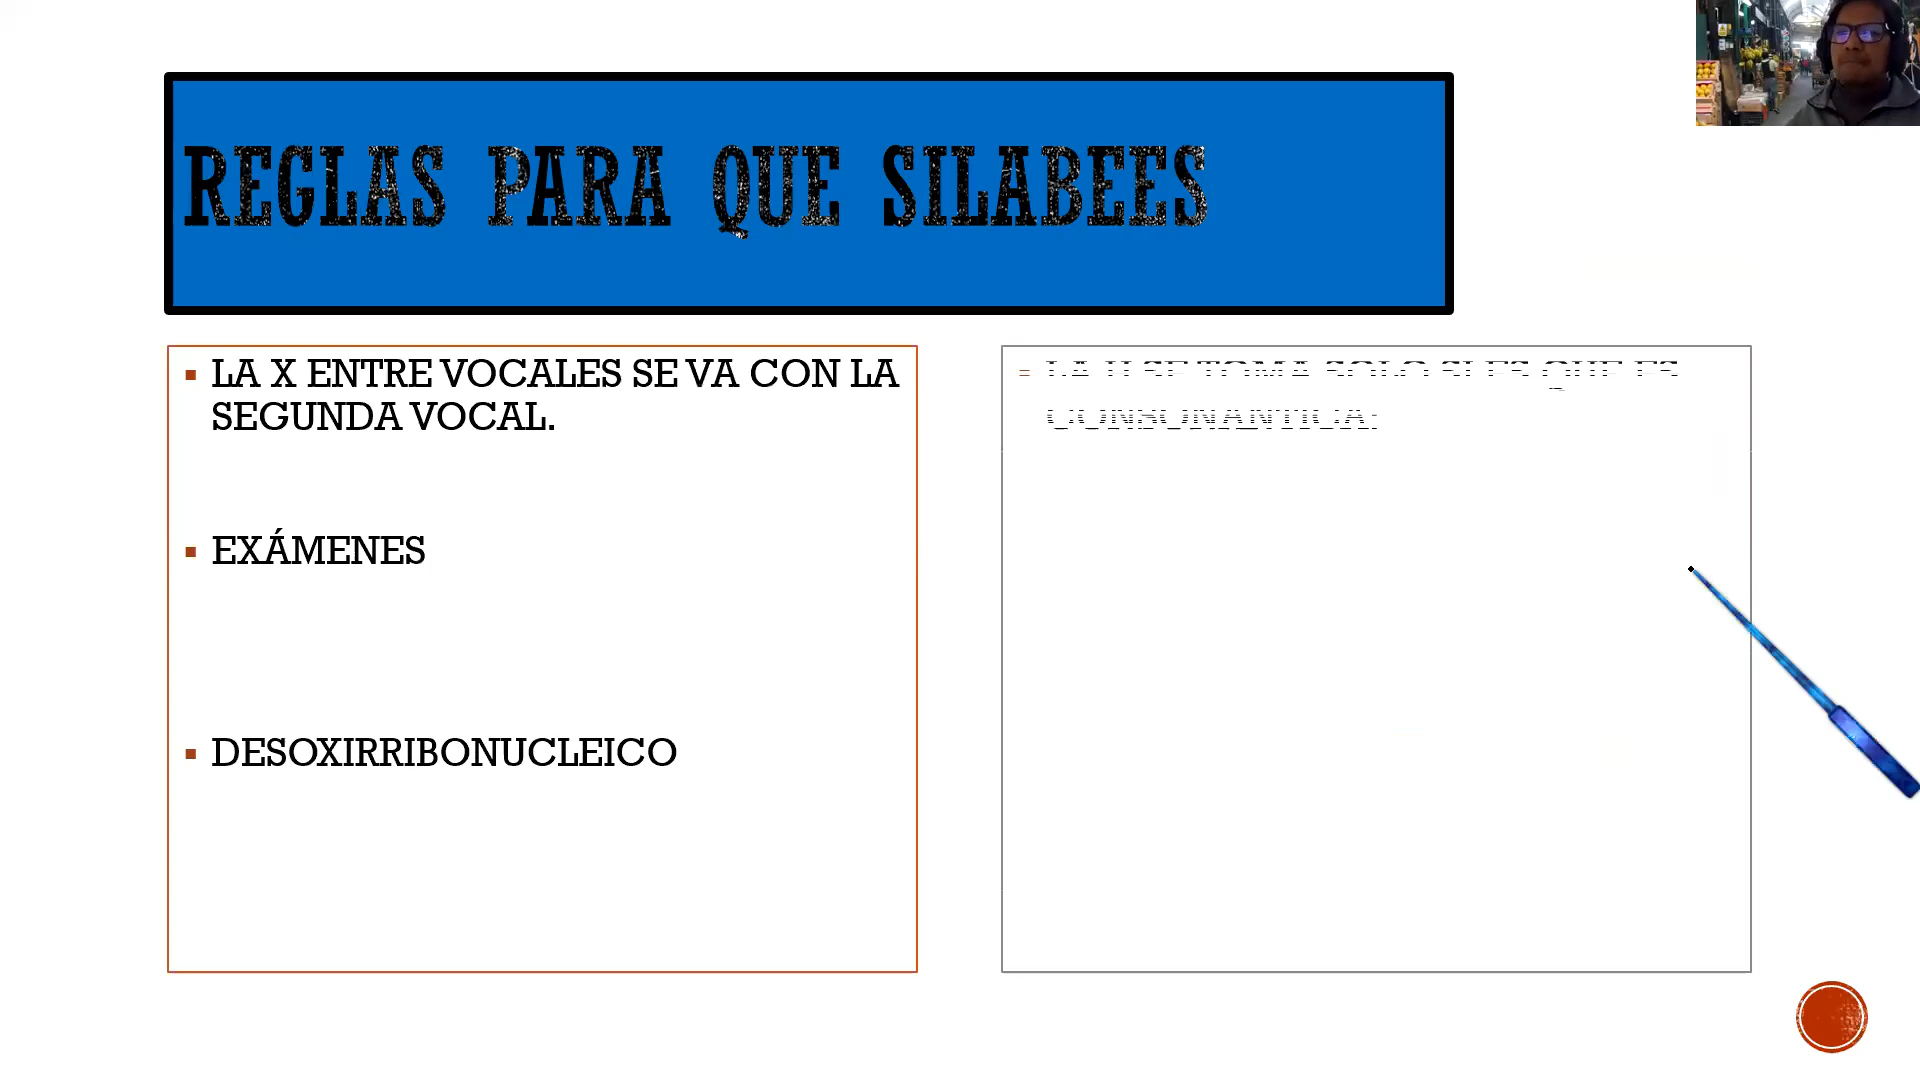 REGLAS PARA QUE SILABEES
LA X ENTRE VOCALES SE VA CON LA
SEGUNDA VOCAL.
EXÁMENES
DESOXIRRIBONUCLEICO
LA SE TOMA SOLO SI ES QUE ES
CONSONÁNTICA: